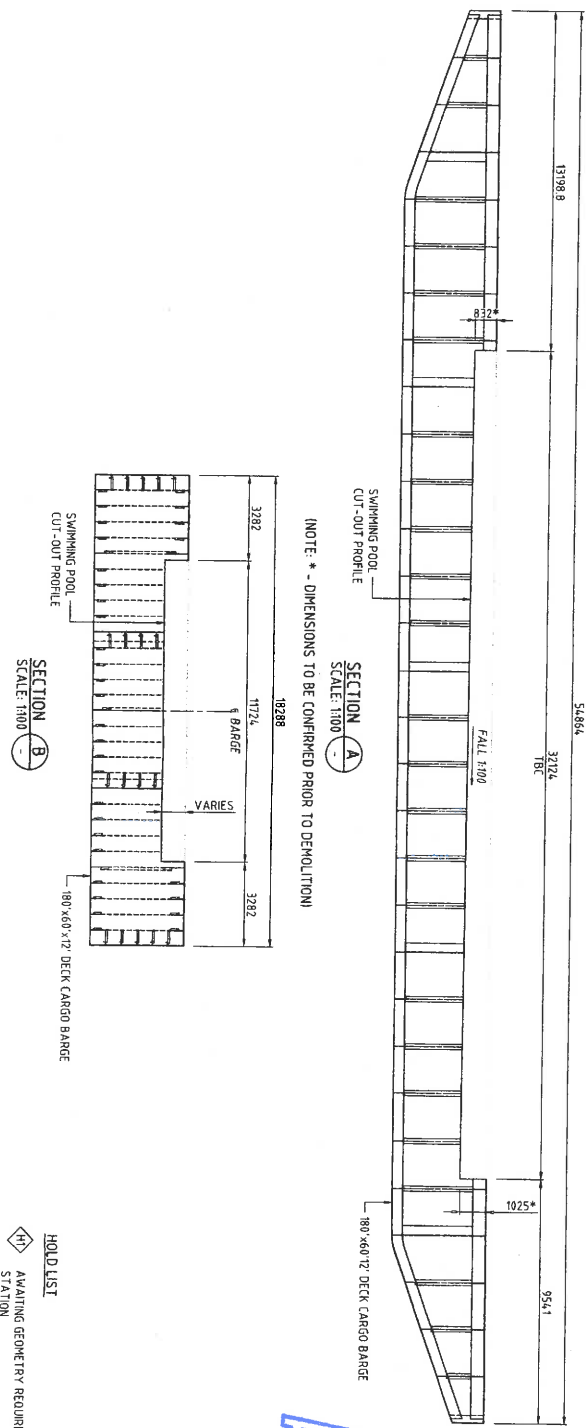 54864
13198.8
32124
TBC
9541
832*
FALL 1:100
1025*
SWIMMING POOL
CUT-OUT PROFILE
180'x60'12' DECK CARGO BARGE
SECTION A
SCALE: 1:100 -
(NOTE: * - DIMENSIONS TO BE CONFIRMED PRIOR TO DEMOLITION)
18288
3282
11724
3282
℄ BARGE
VARIES
SWIMMING POOL
CUT-OUT PROFILE
180'x60'x12' DECK CARGO BARGE
SECTION B
SCALE: 1:100 -
HOLD LIST
H1 AWAITING GEOMETRY REQUIR
STATION